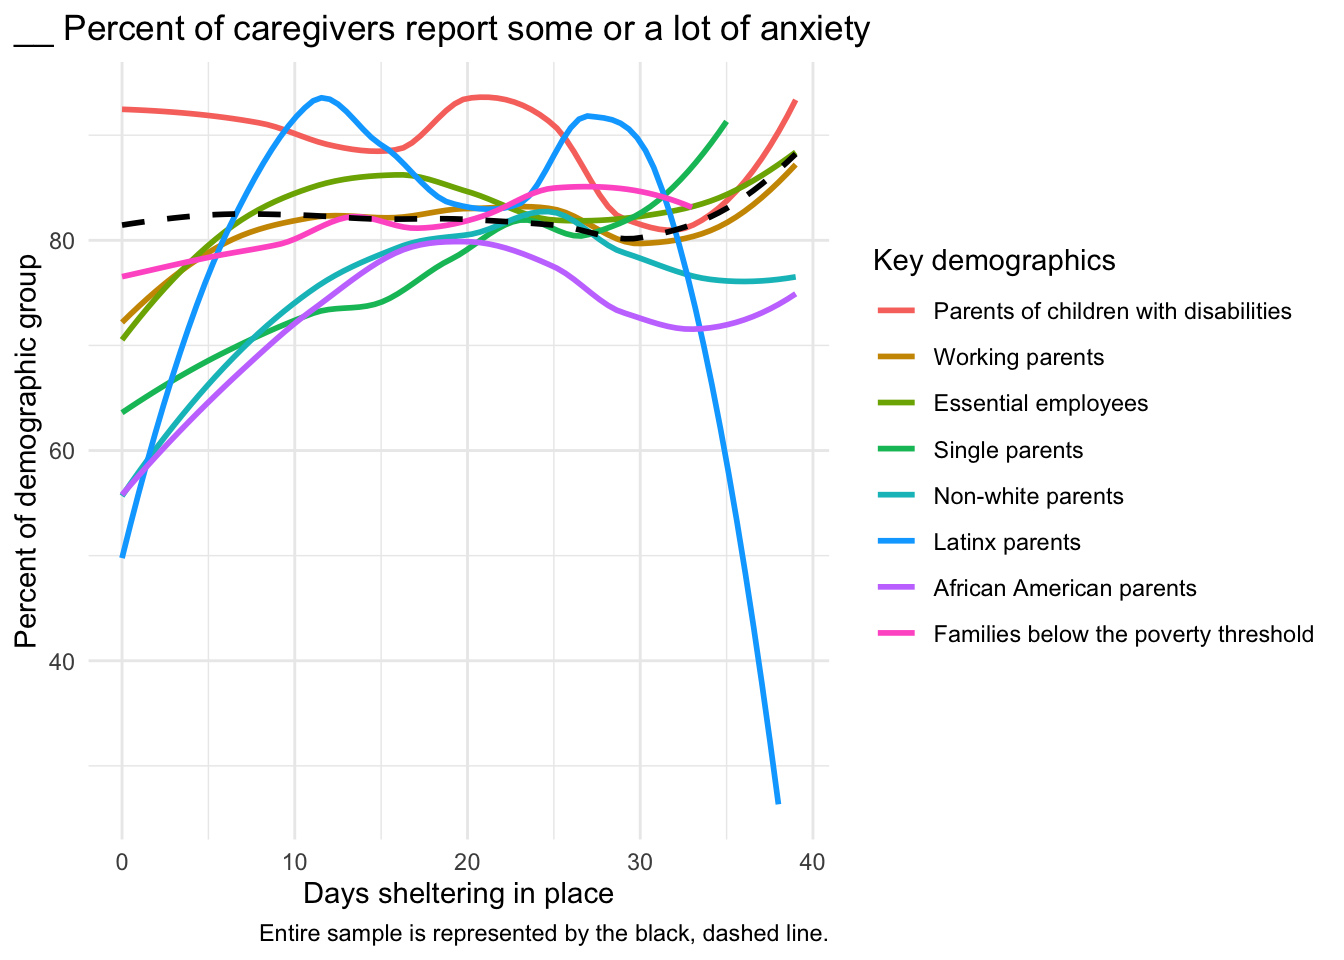 __ Percent of caregivers report some or a lot of anxiety
Percent of demographic group
80
60
40
0 10 20 30 40
Days sheltering in place
Entire sample is represented by the black, dashed line.
Key demographics
Parents of children with disabilities
Working parents
Essential employees
Single parents
Non-white parents
Latinx parents
African American parents
Families below the poverty threshold